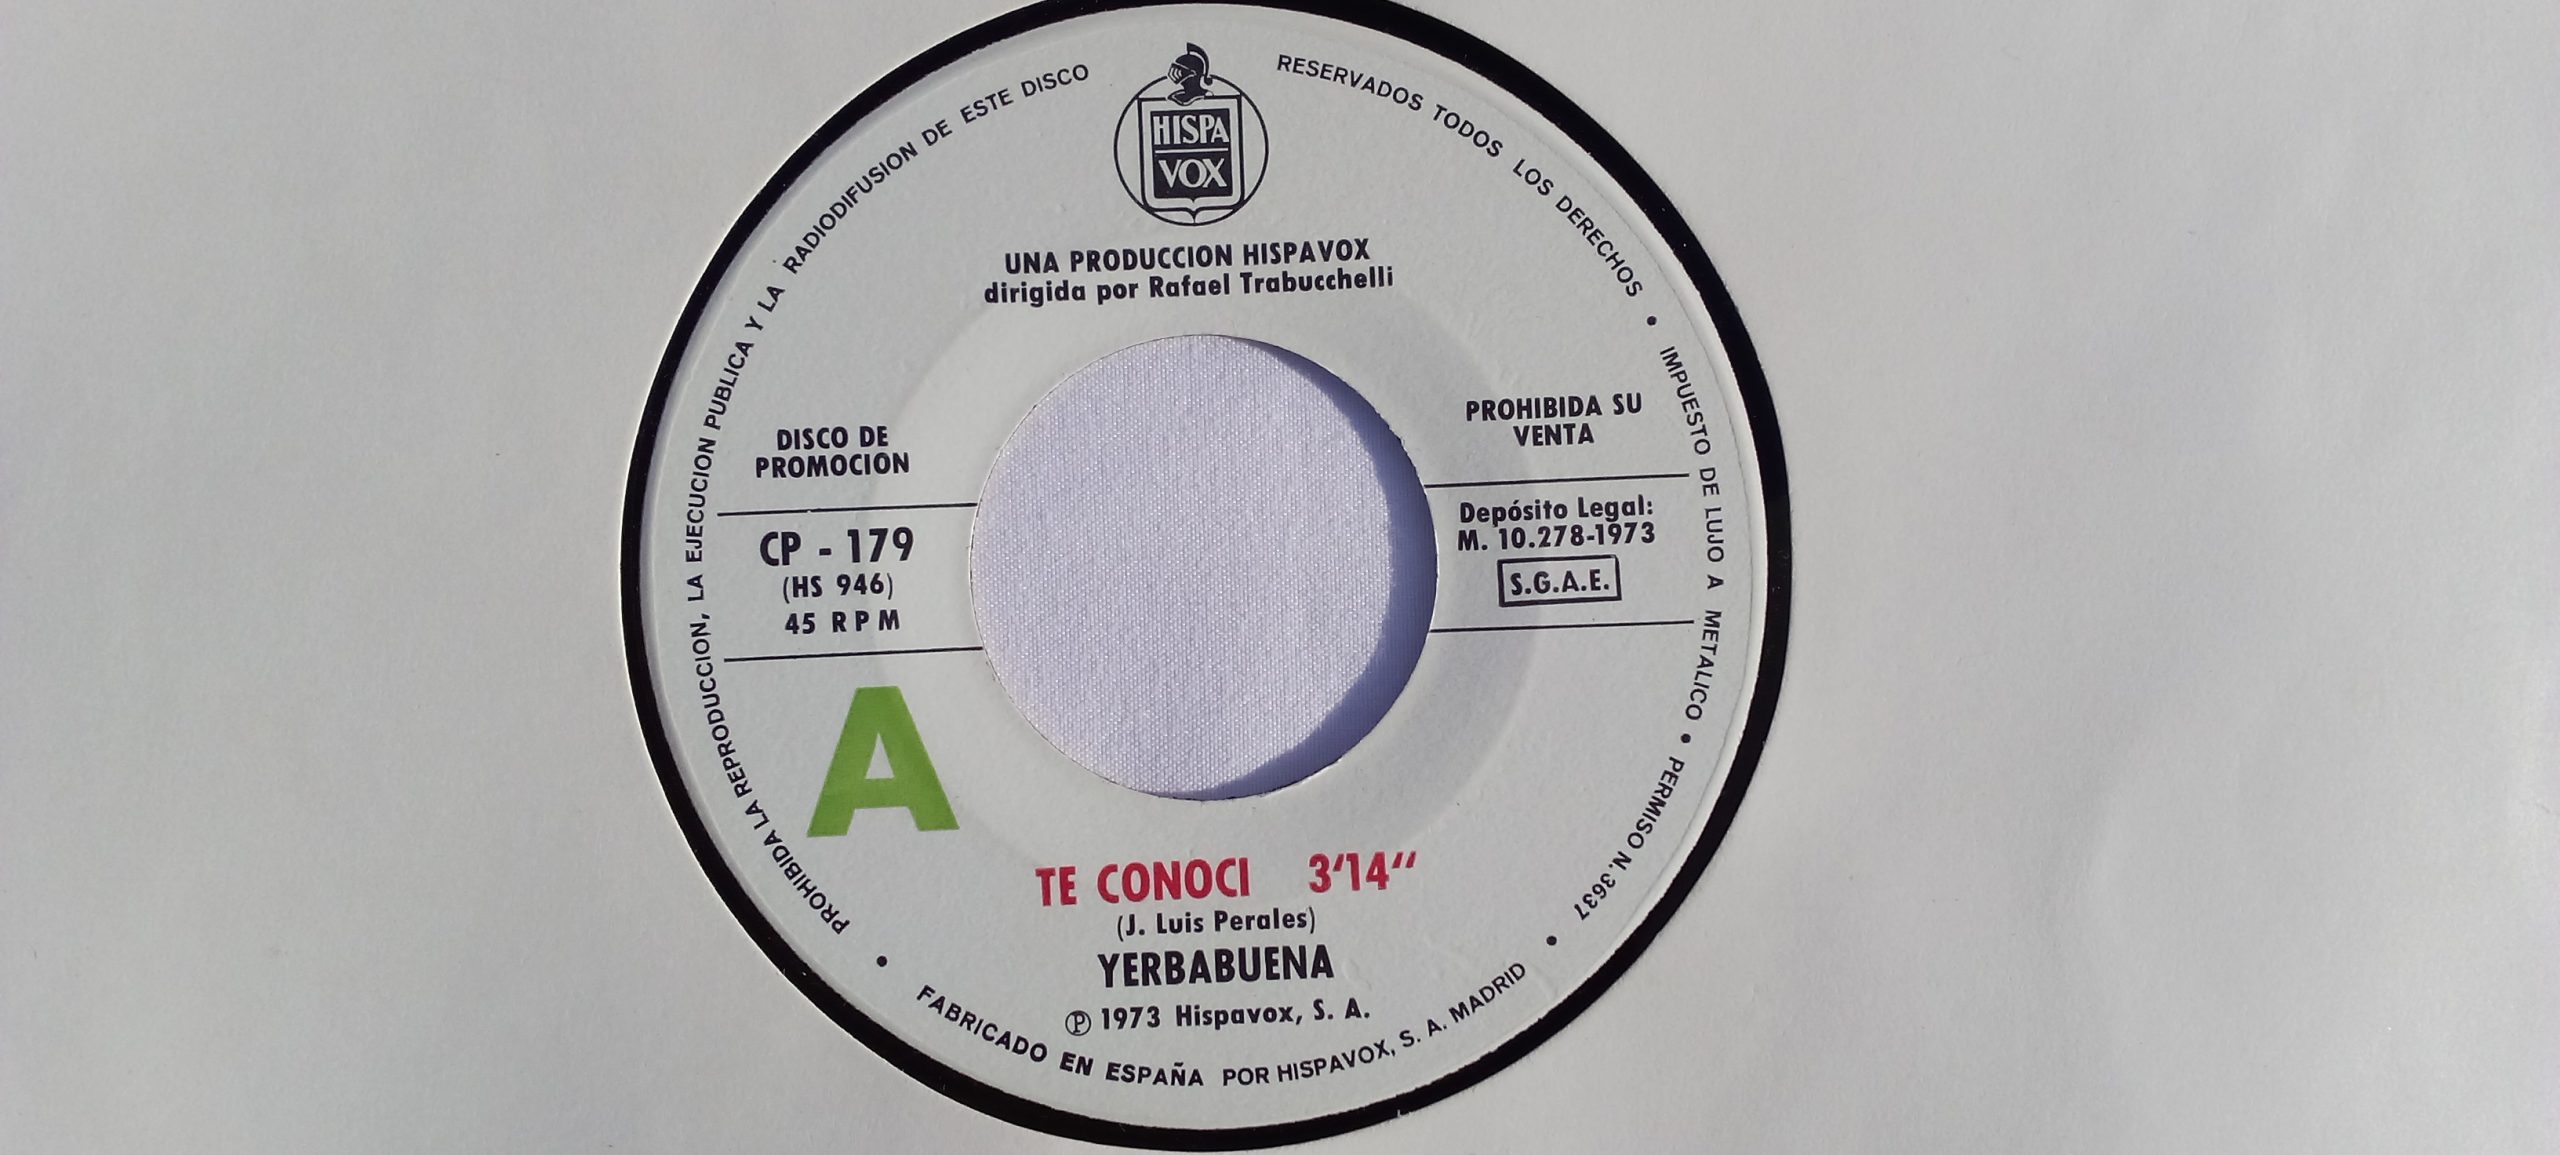 HISPA
VOX
UNA PRODUCCION HISPAVOX
dirigida por Rafael Trabucchelli
DISCO DE
PROMOCION
PROHIBIDA SU
VENTA
CP - 179
(HS 946)
45 RPM
Depósito Legal:
M. 10.278-1973
S.G.A.E.
A
TE CONOCI 3'14"
(J. Luis Perales)
YERBABUENA
℗ 1973 Hispavox, S. A.
PROHIBIDA LA REPRODUCCION, LA EJECUCION PUBLICA Y LA RADIODIFUSION DE ESTE DISCO
RESERVADOS TODOS LOS DERECHOS • IMPUESTO DE LUJO A METALICO • PERMISO N. 3637 •
FABRICADO EN ESPAÑA POR HISPAVOX, S. A. MADRID •